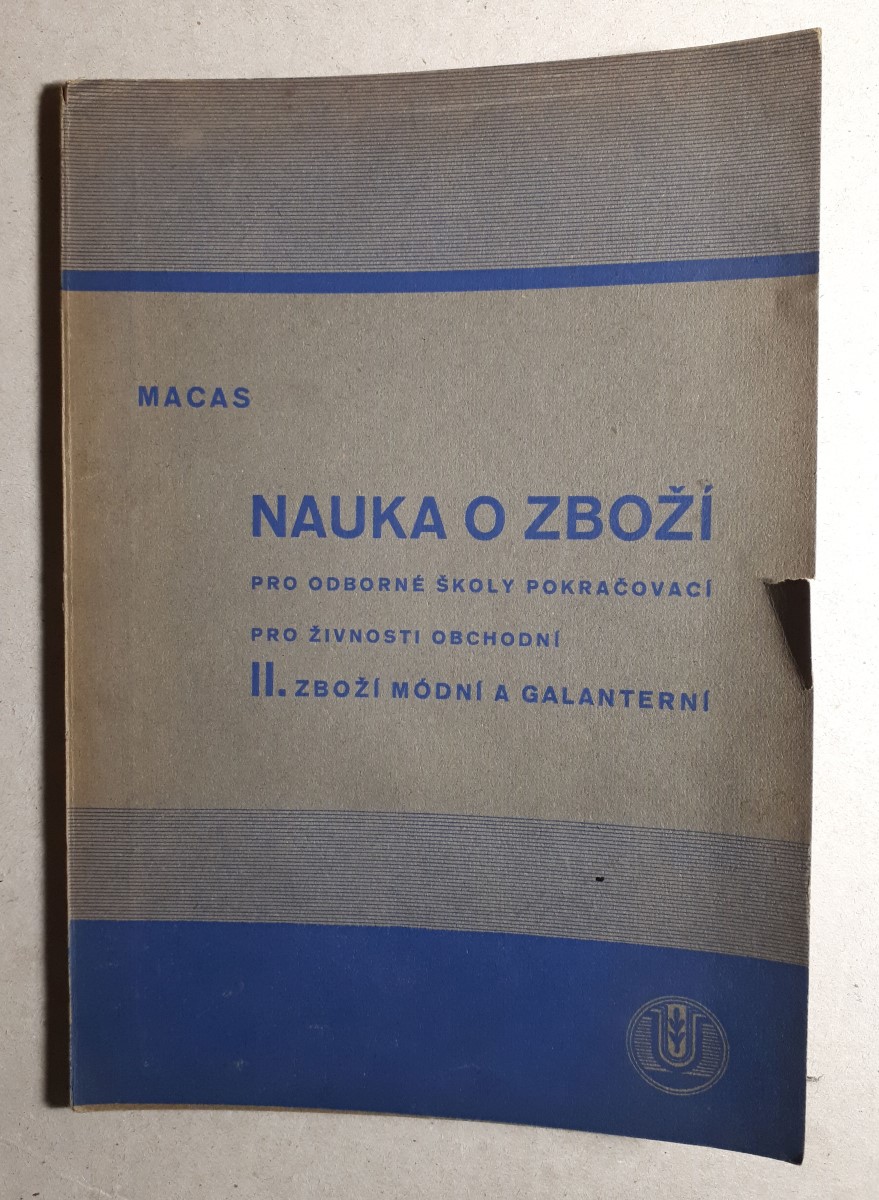 MACAS
NAUKA O ZBOŽÍ
PRO ODBORNÉ ŠKOLY POKRAČOVACÍ
PRO ŽIVNOSTI OBCHODNÍ
II. ZBOŽÍ MÓDNÍ A GALANTERNÍ
U